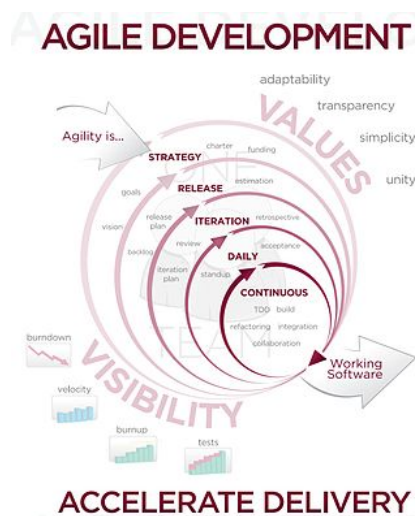 AGILE DEVELOPMENT
adaptability
transparency
simplicity
unity
VALUES
Agility is...
STRATEGY
charter
funding
goals
vision
RELEASE
estimation
release
plan
backlog
ITERATION
retrospective
review
iteration
plan
DAILY
acceptance
standup
CONTINUOUS
TDD
build
refactoring
integration
collaboration
ONE
TEAM
Working
Software
VISIBILITY
burndown
velocity
burnup
tests
ACCELERATE DELIVERY